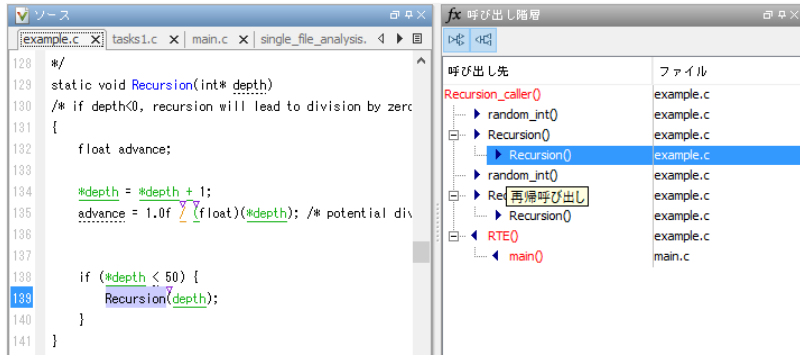 ソース
example.c
tasks1.c
main.c
single_file_analysis.
128 */
129 static void Recursion(int* depth)
130 /* if depth<0, recursion will lead to division by zero
131 {
132 float advance;
133
134 *depth = *depth + 1;
135 advance = 1.0f / (float)(*depth); /* potential div
136
137
138 if (*depth < 50) {
139 Recursion(depth);
140 }
141 }
fx 呼び出し階層
呼び出し先 ファイル
Recursion_caller() example.c
random_int() example.c
Recursion() example.c
Recursion() example.c
random_int() example.c
再帰呼び出し example.c
Recursion() example.c
RTE() example.c
main() main.c